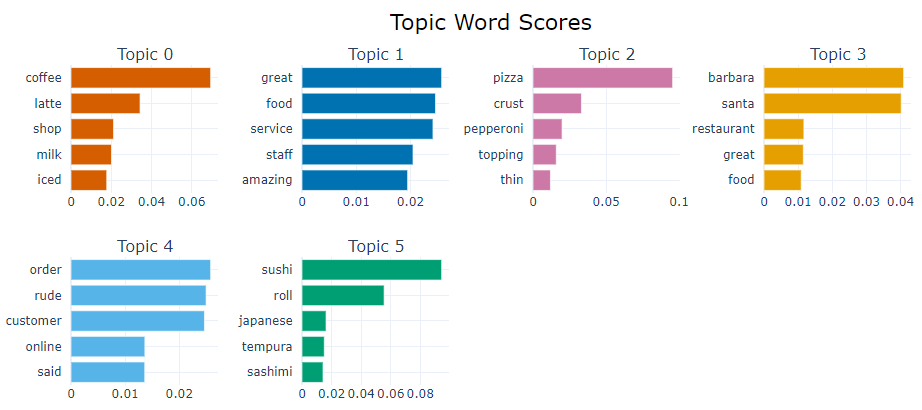 Topic Word Scores
Topic 0
coffee
latte
shop
milk
iced
0 0.02 0.04 0.06
Topic 1
great
food
service
staff
amazing
0 0.01 0.02
Topic 2
pizza
crust
pepperoni
topping
thin
0 0.05 0.1
Topic 3
barbara
santa
restaurant
great
food
0 0.01 0.02 0.03 0.04
Topic 4
order
rude
customer
online
said
0 0.01 0.02
Topic 5
sushi
roll
japanese
tempura
sashimi
0 0.02 0.04 0.06 0.08